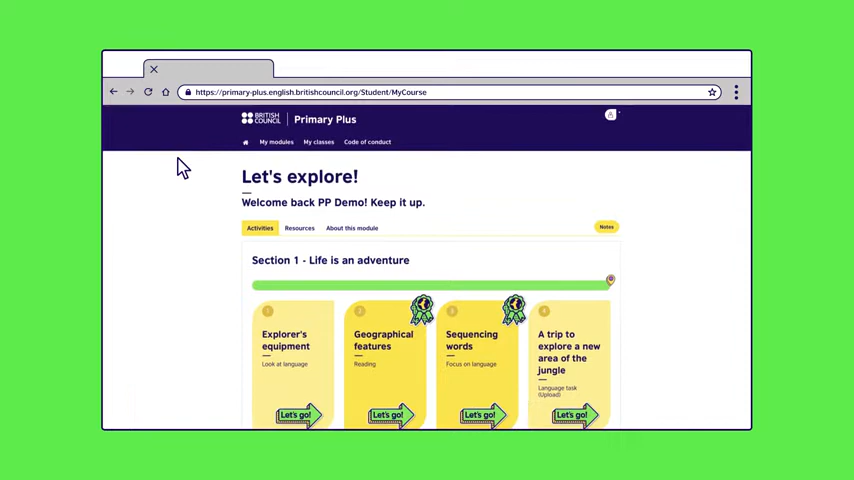 https://primary-plus.english.britishcouncil.org/Student/MyCourse
BRITISH
COUNCIL
Primary Plus
My modules
My classes
Code of conduct
Let's explore!
Welcome back PP Demo! Keep it up.
Activities
Resources
About this module
Notes
Section 1 - Life is an adventure
1
Explorer's
equipment
Look at language
Let's go!
2
Geographical
features
Reading
Let's go!
3
Sequencing
words
Focus on language
Let's go!
4
A trip to
explore a new
area of the
jungle
Language task
(Upload)
Let's go!